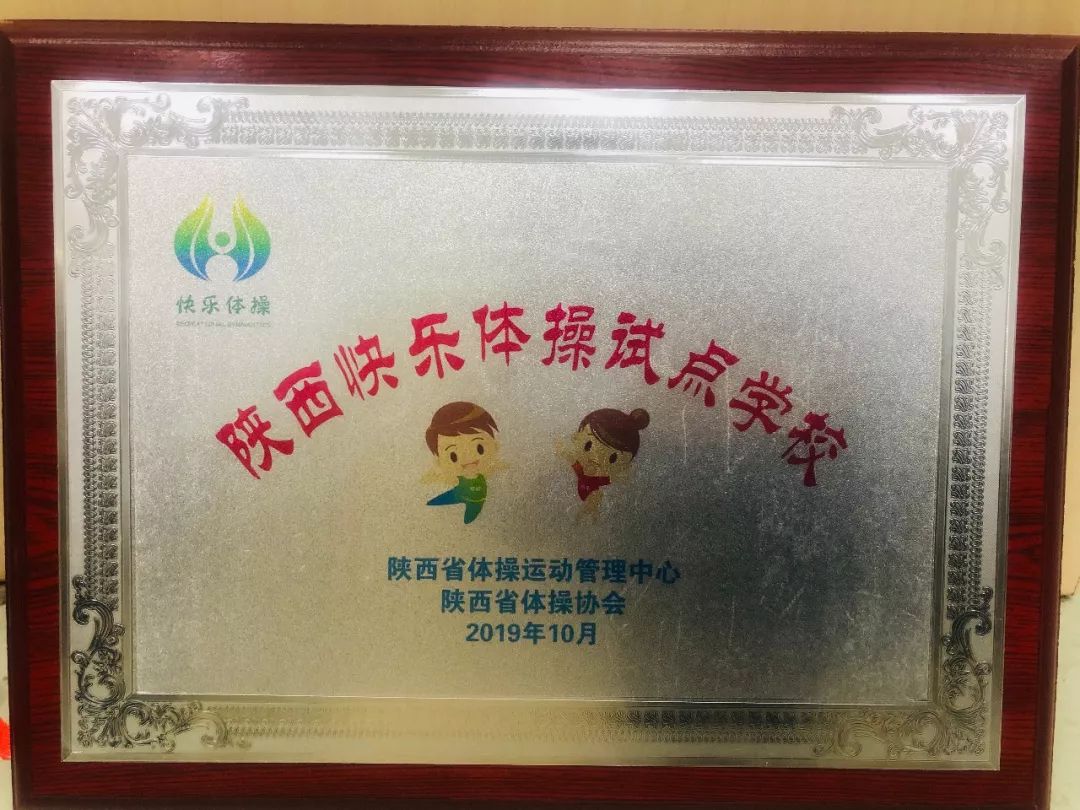 快乐体操
RECREATIONAL GYMNASTICS
陕西快乐体操试点学校
陕西省体操运动管理中心
陕西省体操协会
2019年10月